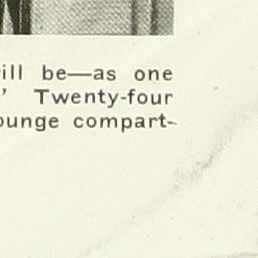 ill be—as one
' Twenty-four
ounge compart-